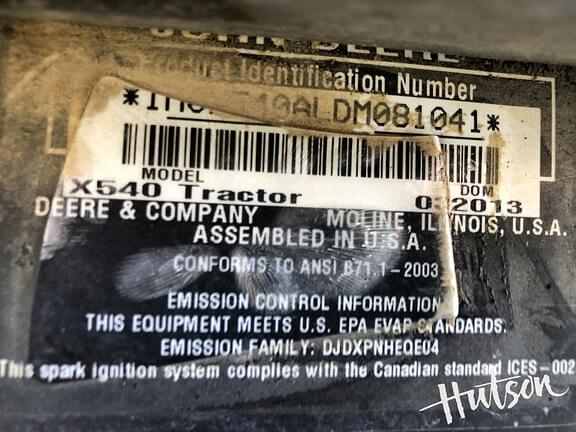 JOHN DEERE
Product Identification Number
ALDM081041*
MODEL
DOM
X540 Tractor
032013
DEERE & COMPANY MOLINE, ILLINOIS, U.S.A.
ASSEMBLED IN U.S.A.
CONFORMS TO ANSI B71.1-2003
EMISSION CONTROL INFORMATION
THIS EQUIPMENT MEETS U.S. EPA EVAP STANDARDS.
EMISSION FAMILY: DJDXPNHEQEU4
This spark ignition system complies with the Canadian standard ICES-002
Hutson